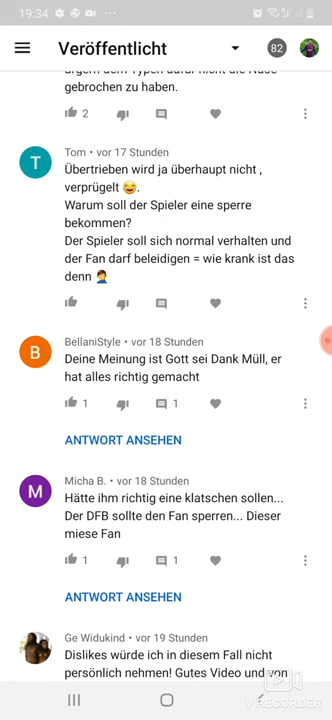 19:34
Veröffentlicht
82
ärgern dem Typen dafür nicht die Nase
gebrochen zu haben.
2
T
Tom • vor 17 Stunden
Übertrieben wird ja überhaupt nicht ,
verprügelt 😅.
Warum soll der Spieler eine sperre
bekommen?
Der Spieler soll sich normal verhalten und
der Fan darf beleidigen = wie krank ist das
denn 🤦‍♂️
B
BellaniStyle • vor 18 Stunden
Deine Meinung ist Gott sei Dank Müll, er
hat alles richtig gemacht
1
1
ANTWORT ANSEHEN
M
Micha B. • vor 18 Stunden
Hätte ihm richtig eine klatschen sollen...
Der DFB sollte den Fan sperren... Dieser
miese Fan
1
1
ANTWORT ANSEHEN
Ge Widukind • vor 19 Stunden
Dislikes würde ich in diesem Fall nicht
persönlich nehmen! Gutes Video und von
V RECORDER